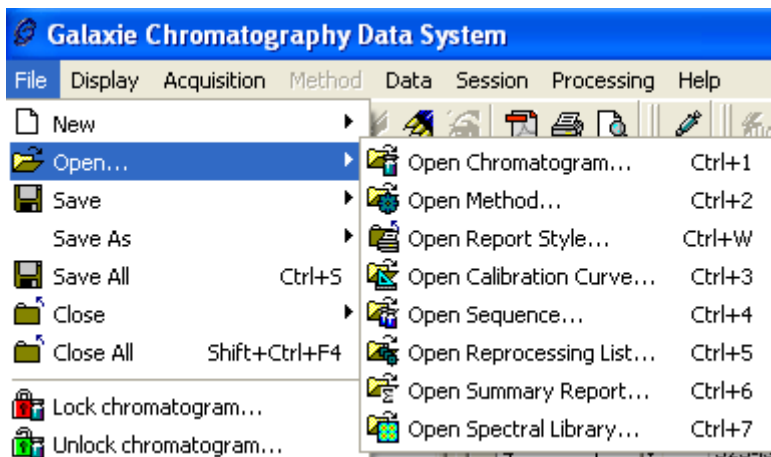 Galaxie Chromatography Data System
File Display Acquisition Method Data Session Processing Help
New
Open...
Save
Save As
Save All Ctrl+S
Close
Close All Shift+Ctrl+F4
Lock chromatogram...
Unlock chromatogram...
Open Chromatogram... Ctrl+1
Open Method... Ctrl+2
Open Report Style... Ctrl+W
Open Calibration Curve... Ctrl+3
Open Sequence... Ctrl+4
Open Reprocessing List... Ctrl+5
Open Summary Report... Ctrl+6
Open Spectral Library... Ctrl+7